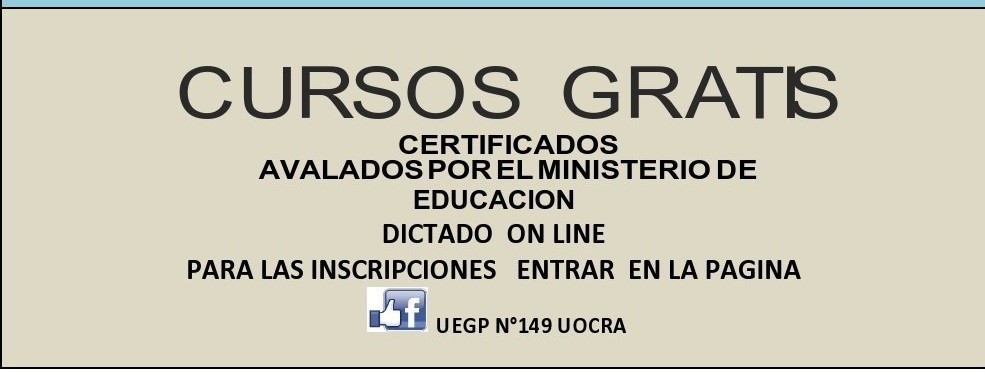 CURSOS GRATIS
CERTIFICADOS
AVALADOS POR EL MINISTERIO DE
EDUCACION
DICTADO ON LINE
PARA LAS INSCRIPCIONES ENTRAR EN LA PAGINA
f UEGP N°149 UOCRA